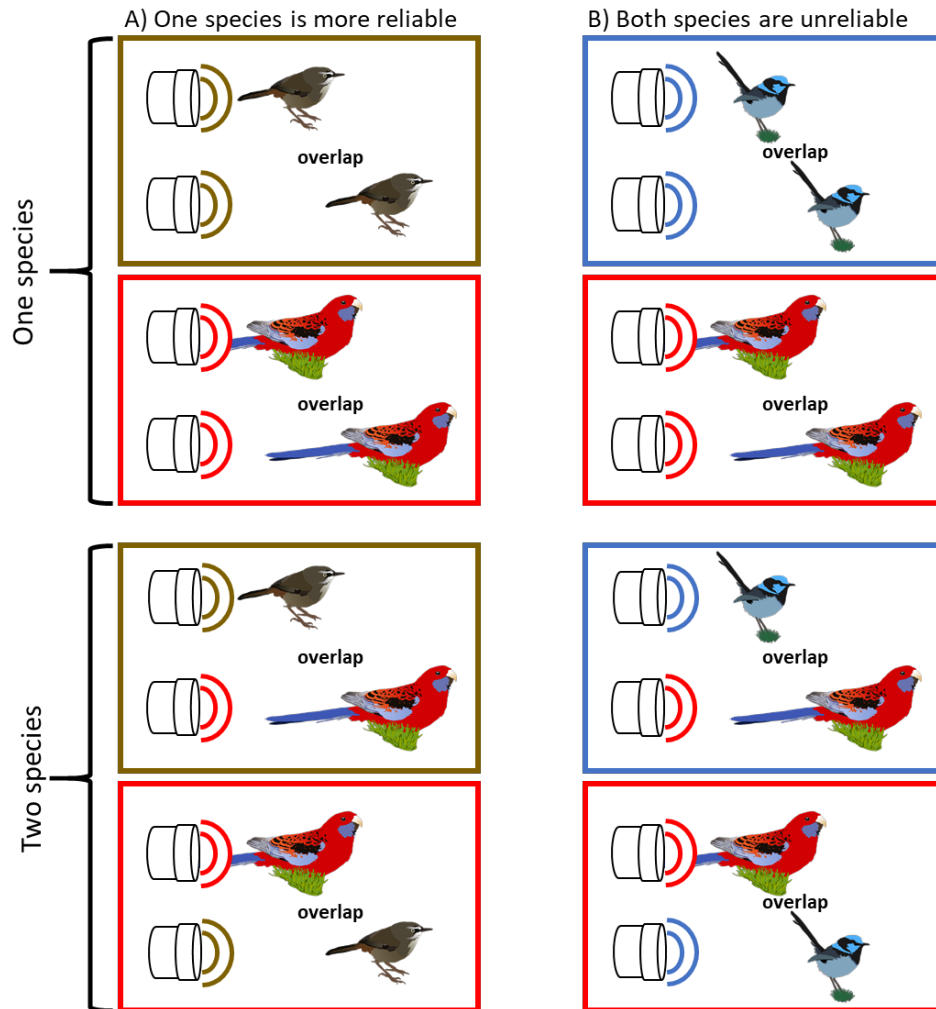 A) One species is more reliable
B) Both species are unreliable
One species
overlap
overlap
overlap
overlap
Two species
overlap
overlap
overlap
overlap